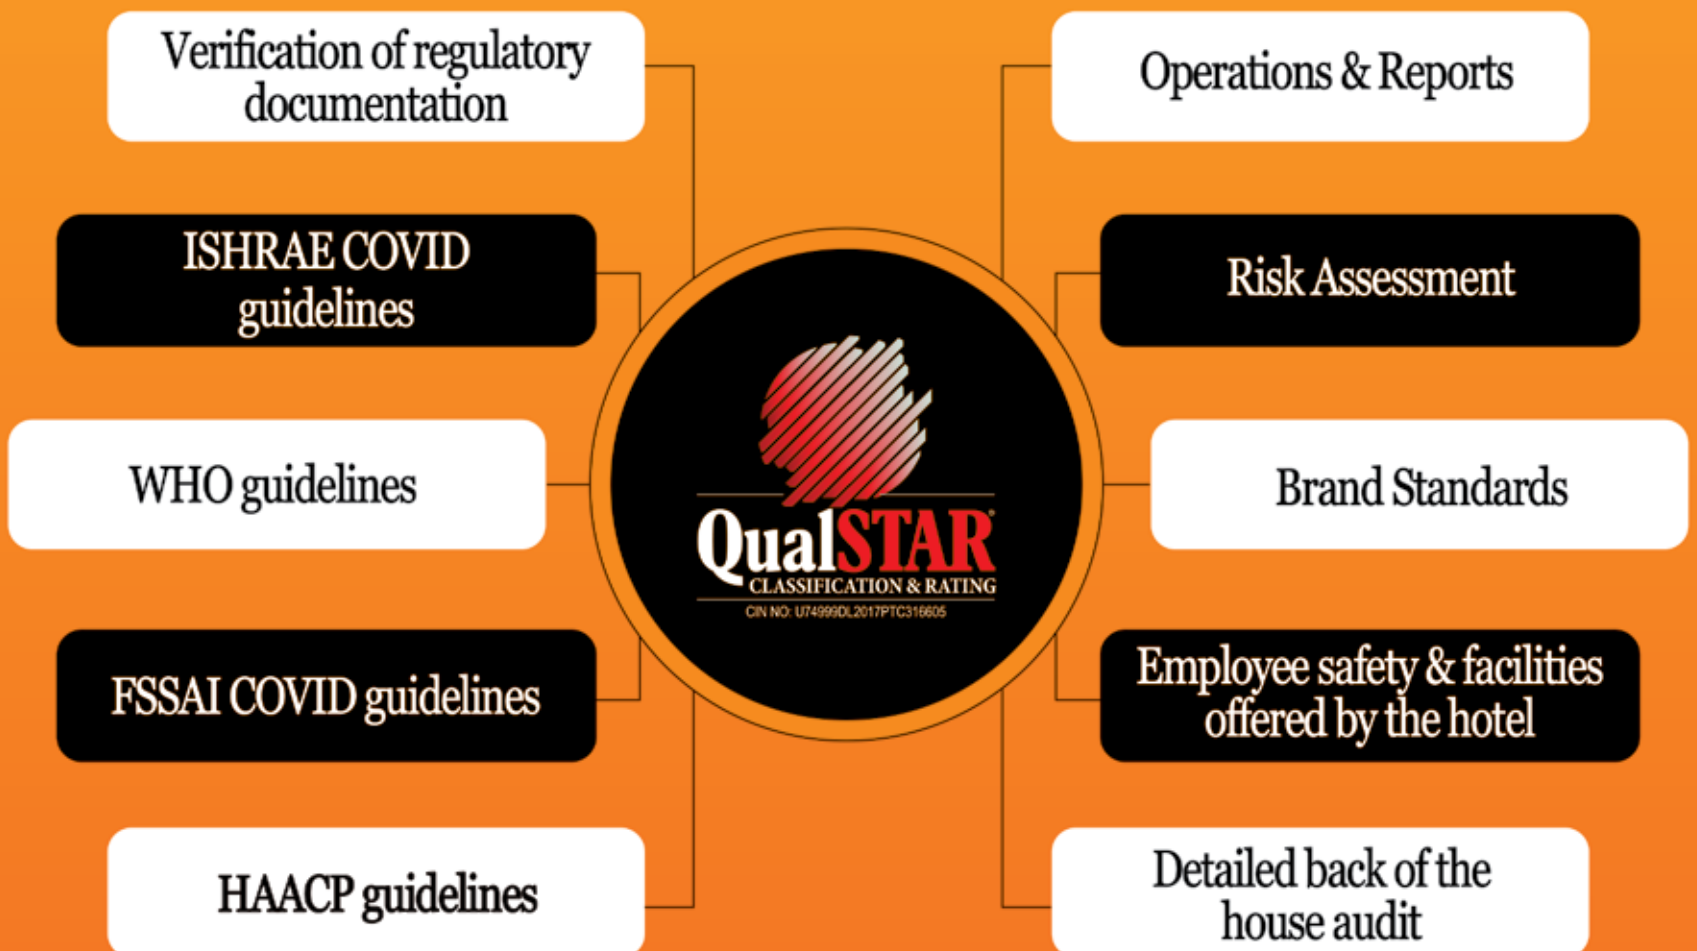 Verification of regulatory
documentation
ISHRAE COVID
guidelines
WHO guidelines
FSSAI COVID guidelines
HAACP guidelines
QualSTAR®
CLASSIFICATION & RATING
CIN NO: U74999DL2017PTC316605
Operations & Reports
Risk Assessment
Brand Standards
Employee safety & facilities
offered by the hotel
Detailed back of the
house audit